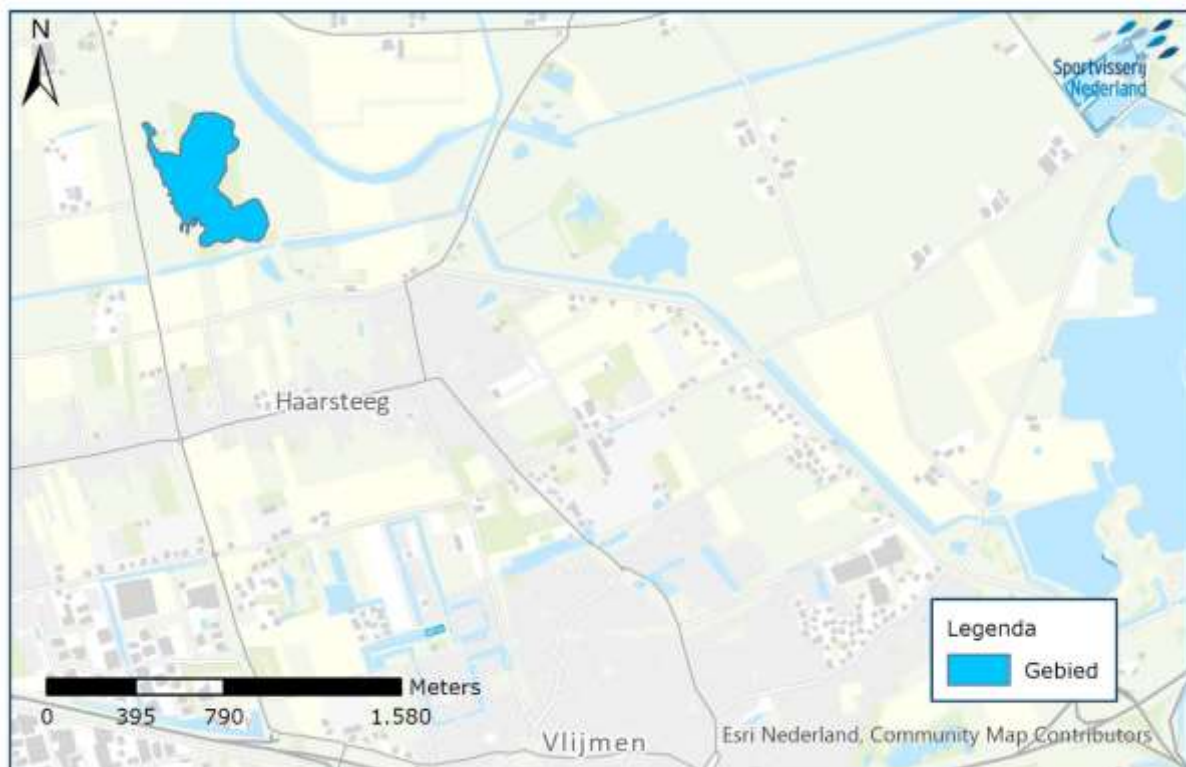 N
Sportvisserij
Nederland
Haarsteeg
Legenda
Gebied
Meters
0 395 790 1.580
Vlijmen
Esri Nederland, Community Map Contributors